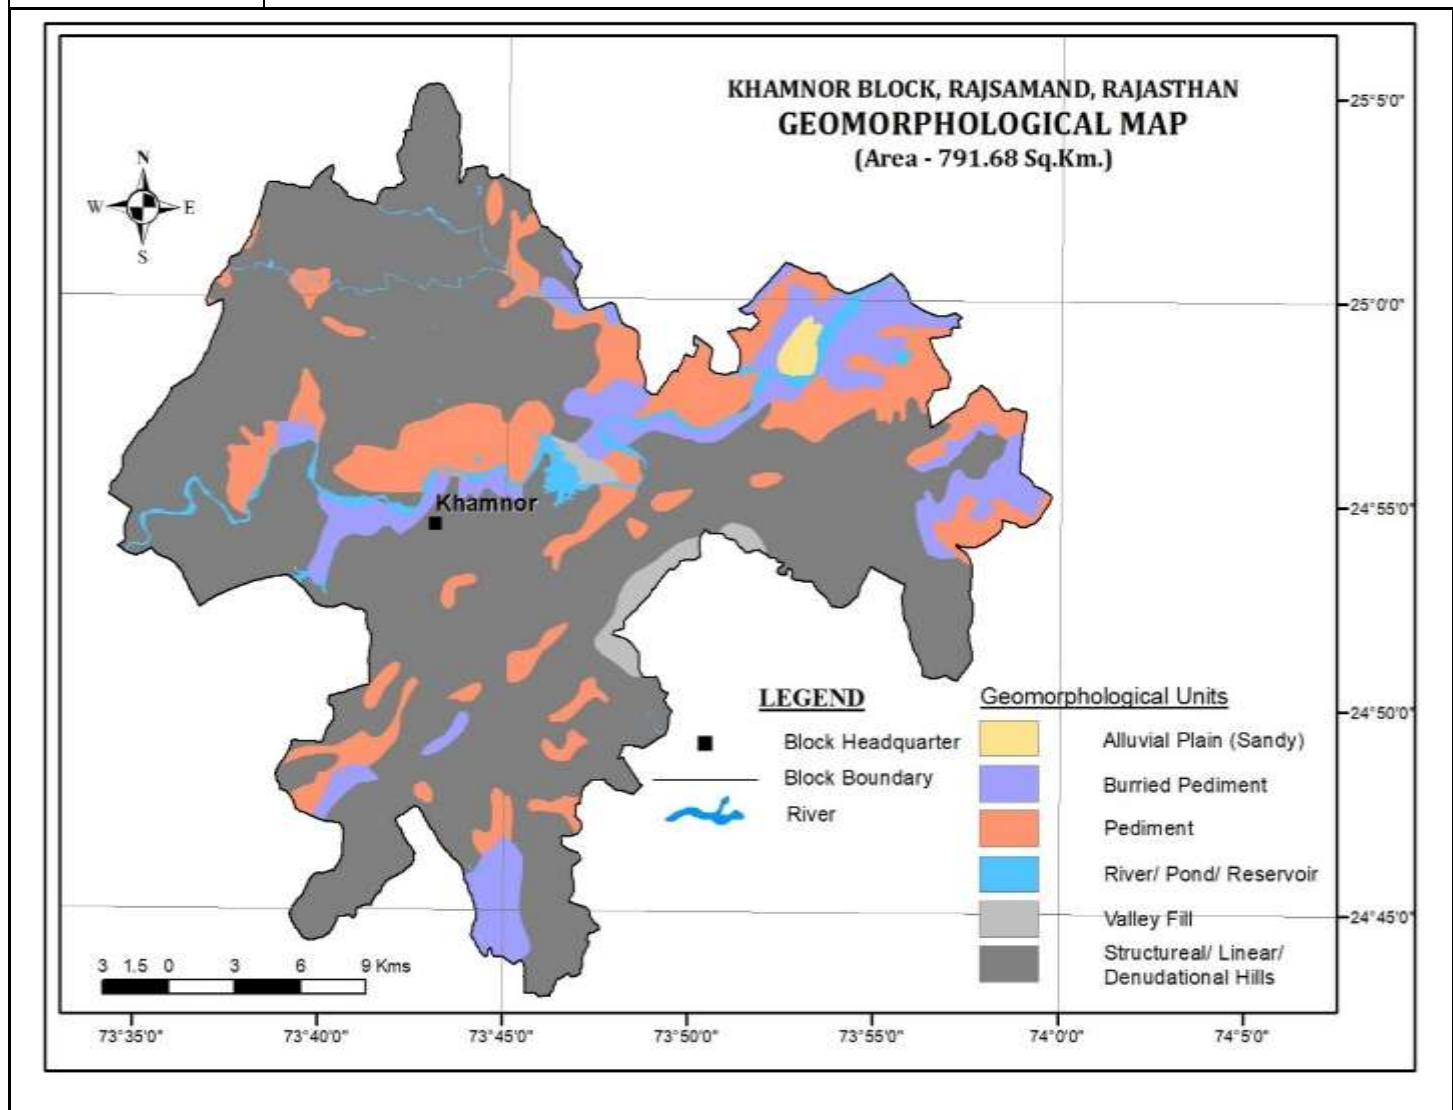 KHAMNOR BLOCK, RAJSAMAND, RAJASTHAN
GEOMORPHOLOGICAL MAP
(Area - 791.68 Sq.Km.)
N
W E
S
25°5'0"
25°0'0"
24°55'0"
24°50'0"
24°45'0"
Khamnor
LEGEND
Block Headquarter
Block Boundary
River
Geomorphological Units
Alluvial Plain (Sandy)
Burried Pediment
Pediment
River/ Pond/ Reservoir
Valley Fill
Structureal/ Linear/
Denudational Hills
3 1.5 0 3 6 9 Kms
73°35'0" 73°40'0" 73°45'0" 73°50'0" 73°55'0" 74°0'0" 74°5'0"